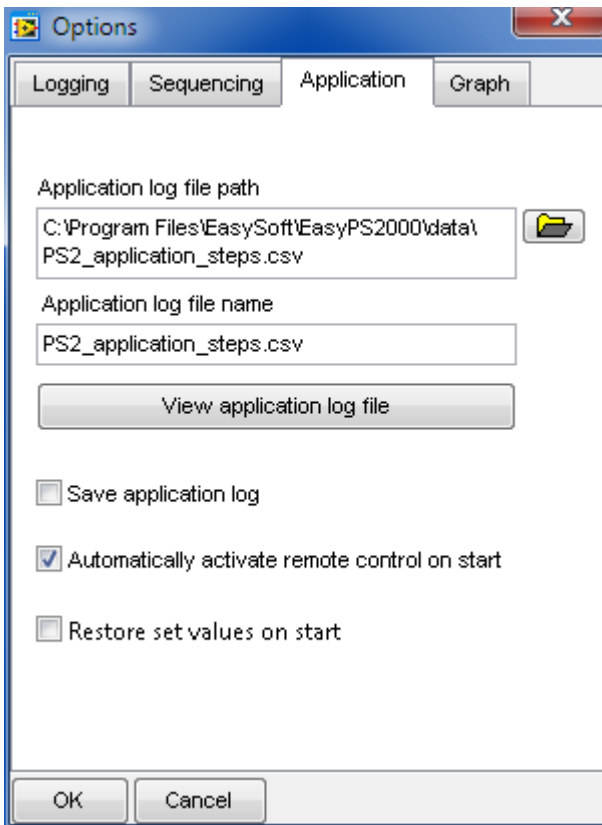 Options
Logging Sequencing Application Graph
Application log file path
C:\Program Files\EasySoft\EasyPS2000\data\
PS2_application_steps.csv
Application log file name
PS2_application_steps.csv
View application log file
Save application log
Automatically activate remote control on start
Restore set values on start
OK Cancel